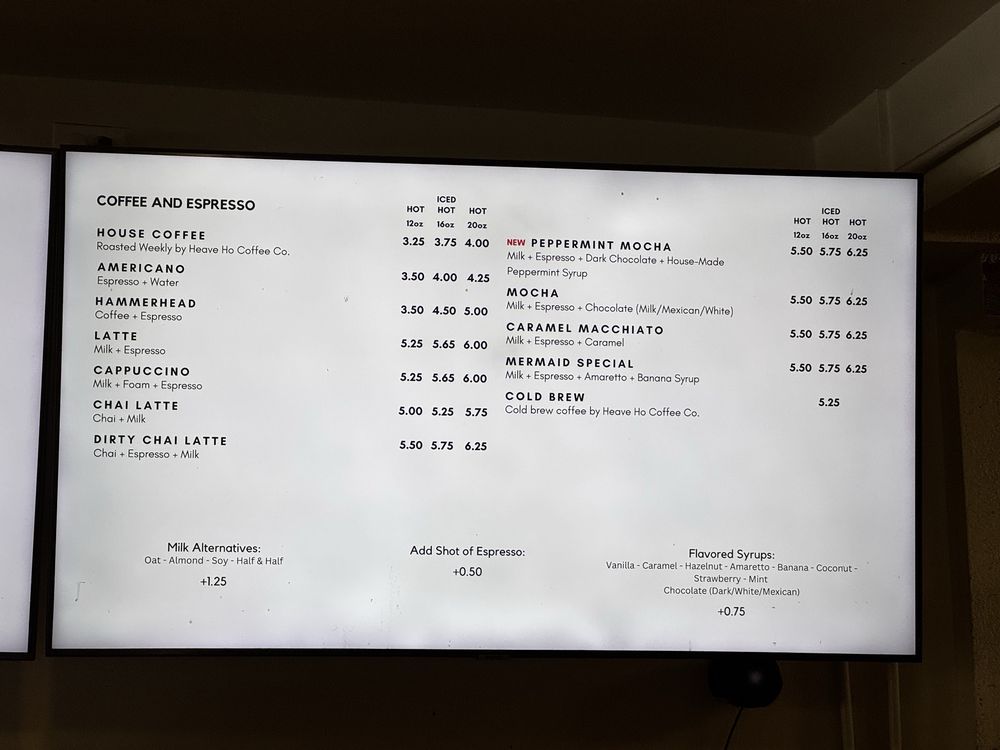 COFFEE AND ESPRESSO
ICED
HOT HOT HOT
12oz 16oz 20oz
HOUSE COFFEE 3.25 3.75 4.00
Roasted Weekly by Heave Ho Coffee Co.
AMERICANO 3.50 4.00 4.25
Espresso + Water
HAMMERHEAD 3.50 4.50 5.00
Coffee + Espresso
LATTE 5.25 5.65 6.00
Milk + Espresso
CAPPUCCINO 5.25 5.65 6.00
Milk + Foam + Espresso
CHAI LATTE 5.00 5.25 5.75
Chai + Milk
DIRTY CHAI LATTE 5.50 5.75 6.25
Chai + Espresso + Milk
ICED
HOT HOT HOT
12oz 16oz 20oz
NEW PEPPERMINT MOCHA 5.50 5.75 6.25
Milk + Espresso + Dark Chocolate + House-Made
Peppermint Syrup
MOCHA 5.50 5.75 6.25
Milk + Espresso + Chocolate (Milk/Mexican/White)
CARAMEL MACCHIATO 5.50 5.75 6.25
Milk + Espresso + Caramel
MERMAID SPECIAL 5.50 5.75 6.25
Milk + Espresso + Amaretto + Banana Syrup
COLD BREW 5.25
Cold brew coffee by Heave Ho Coffee Co.
Milk Alternatives:
Oat - Almond - Soy - Half & Half
+1.25
Add Shot of Espresso:
+0.50
Flavored Syrups:
Vanilla - Caramel - Hazelnut - Amaretto - Banana - Coconut -
Strawberry - Mint
Chocolate (Dark/White/Mexican)
+0.75